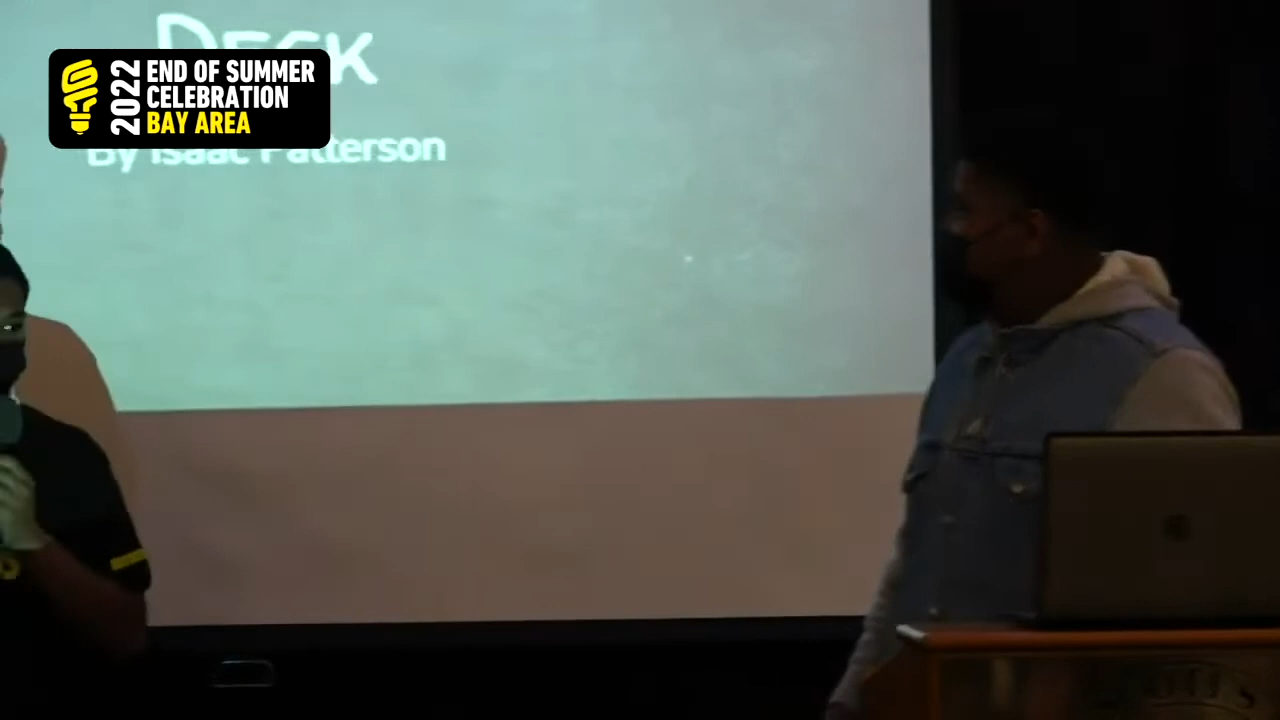 Deck
2022
END OF SUMMER
CELEBRATION
BAY AREA
By Isaac Patterson